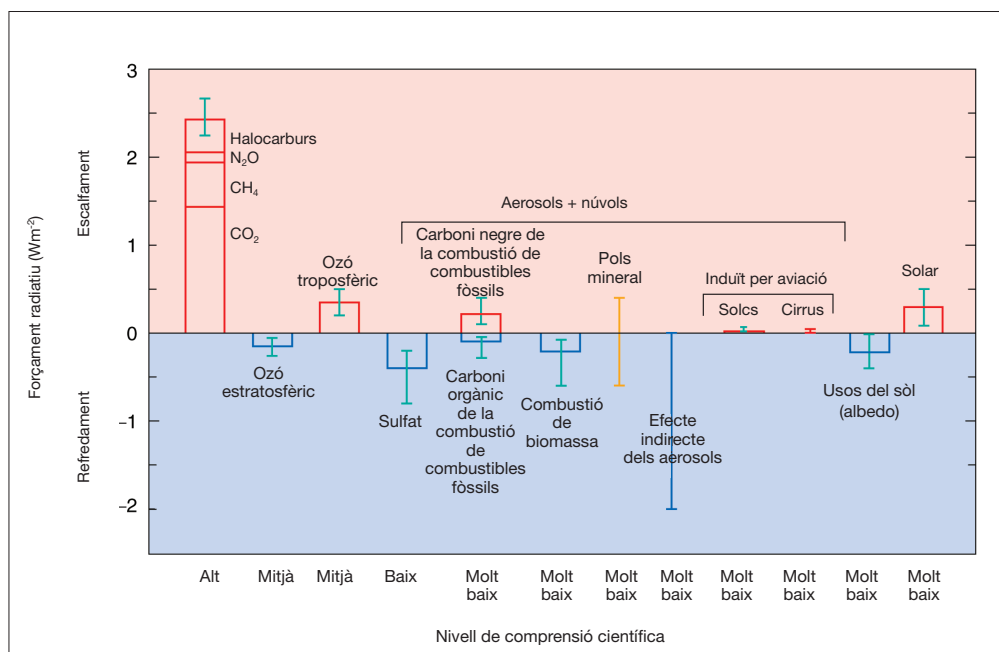 3
2
1
0
–1
–2
Forçament radiatiu (Wm-2)
Escalfament
Refredament
Halocarburs
N2O
CH4
CO2
Ozó
estratosfèric
Ozó
troposfèric
Aerosols + núvols
Sulfat
Carboni negre de
la combustió de
combustibles
fòssils
Carboni
orgànic
de la
combustió
de
combustibles
fòssils
Combustió
de
biomassa
Pols
mineral
Efecte
indirecte
dels aerosols
Induït per aviació
Solcs
Cirrus
Usos del sòl
(albedo)
Solar
Alt
Mitjà
Mitjà
Baix
Molt
baix
Molt
baix
Molt
baix
Molt
baix
Molt
baix
Molt
baix
Molt
baix
Molt
baix
Nivell de comprensió científica